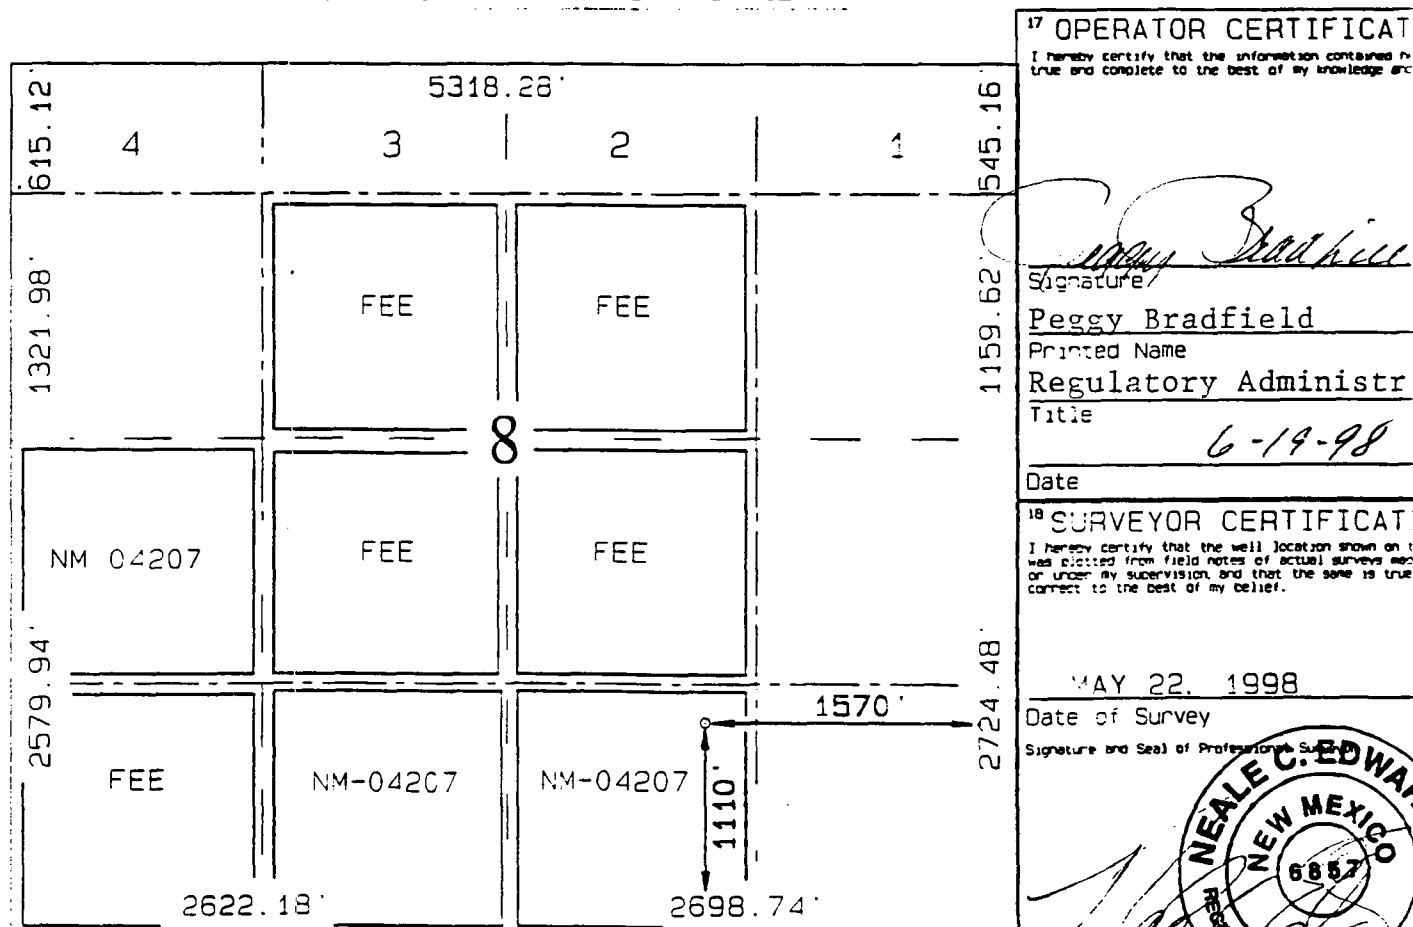 5318.28'
615.12'
4
3
2
1
545.16'
1321.98'
FEE
FEE
1159.62'
8
NM 04207
FEE
FEE
2579.94'
2724.48'
1570'
FEE
NM-04207
NM-04207
1110'
2622.18'
2698.74'
17 OPERATOR CERTIFICAT
I hereby certify that the information contained
true and complete to the best of my knowledge
Peggy Bradfield
Signature
Peggy Bradfield
Printed Name
Regulatory Administr
Title
6-19-98
Date
18 SURVEYOR CERTIFICAT
I hereby certify that the well location shown on
was plotted from field notes of actual surveys
or under my supervision, and that the same is true
correct to the best of my belief.
MAY 22, 1998
Date of Survey
Signature and Seal of Professional Surveyor
NEALE C. EDWA
NEW MEXICO
6857